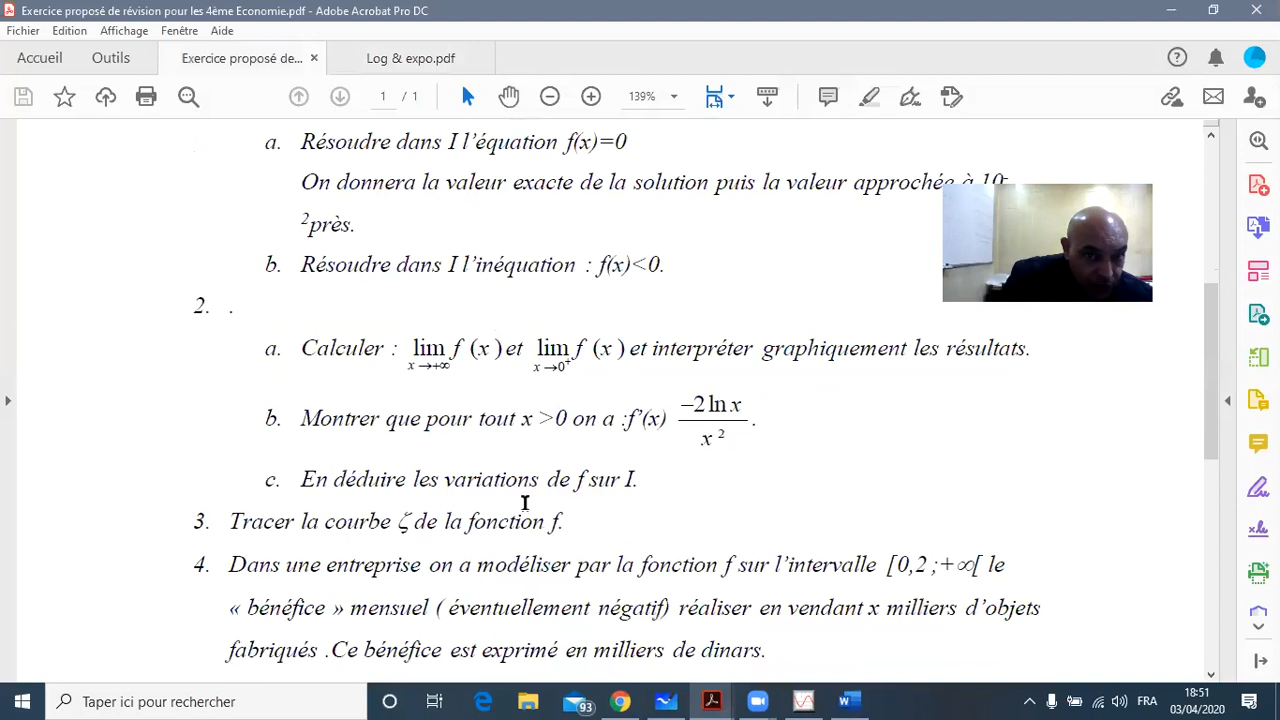 Exercice proposé de révision pour les 4ème Economie.pdf - Adobe Acrobat Pro DC
Fichier Edition Affichage Fenêtre Aide
Accueil Outils Exercice proposé de... × Log & expo.pdf
1 / 1 139%
a. Résoudre dans I l'équation f(x)=0
On donnera la valeur exacte de la solution puis la valeur approchée à 10-
2près.
b. Résoudre dans I l'inéquation : f(x)<0.
2. .
a. Calculer : lim x→+∞ f (x) et lim x→0+ f (x) et interpréter graphiquement les résultats.
b. Montrer que pour tout x >0 on a :f'(x) −2 ln x / x 2 .
c. En déduire les variations de f sur I.
3. Tracer la courbe ζ de la fonction f.
4. Dans une entreprise on a modéliser par la fonction f sur l'intervalle [0,2 ;+∞[ le
« bénéfice » mensuel ( éventuellement négatif) réaliser en vendant x milliers d'objets
fabriqués .Ce bénéfice est exprimé en milliers de dinars.
Taper ici pour rechercher
93
FRA
18:51
03/04/2020